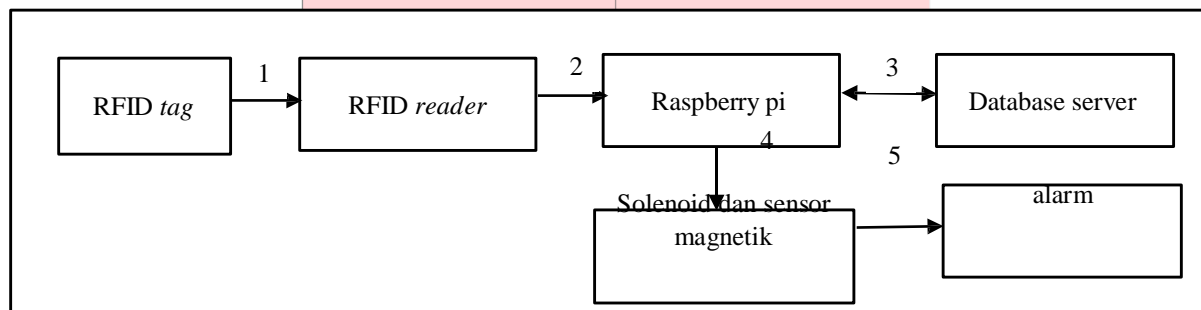 1
2
3
RFID tag
RFID reader
Raspberry pi
Database server
4
5
Solenoid dan sensor
magnetik
alarm